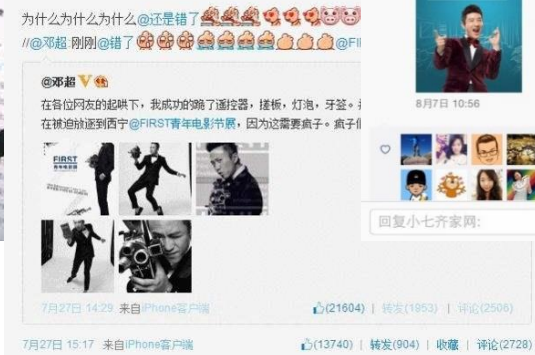 为什么为什么为什么@还是错了
//@邓超:刚刚@错了
@FI
@邓超
在各位网友的起哄下，我成功的跪了遥控器，搓板，灯泡，牙签。
在被迫放逐到西宁@FIRST青年电影节展，因为这需要疯子。疯子们
FIRST
7月27日 14:29 来自iPhone客户端
(21604) | 转发(1953) | 评论(2506)
7月27日 15:17 来自iPhone客户端
(13740) | 转发(904) | 收藏 | 评论(2728)
8月7日 10:56
回复小七齐家网: